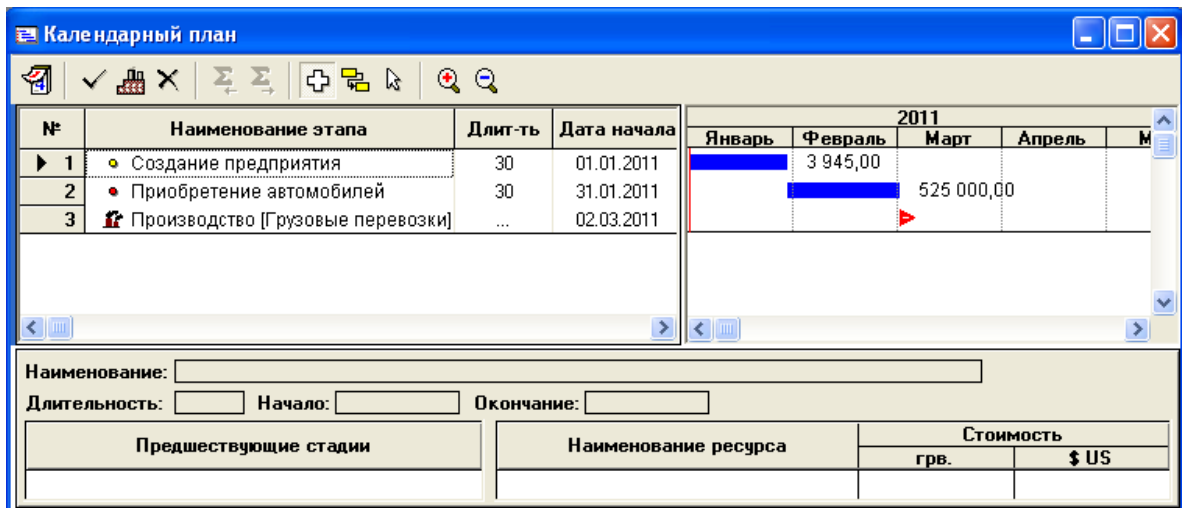 Календарный план
№ Наименование этапа Длит-ть Дата начала 2011
Январь Февраль Март Апрель М
1 Создание предприятия 30 01.01.2011 3 945,00
2 Приобретение автомобилей 30 31.01.2011 525 000,00
3 Производство [Грузовые перевозки] ... 02.03.2011
Наименование:
Длительность: Начало: Окончание:
Предшествующие стадии Наименование ресурса Стоимость
грв. $ US